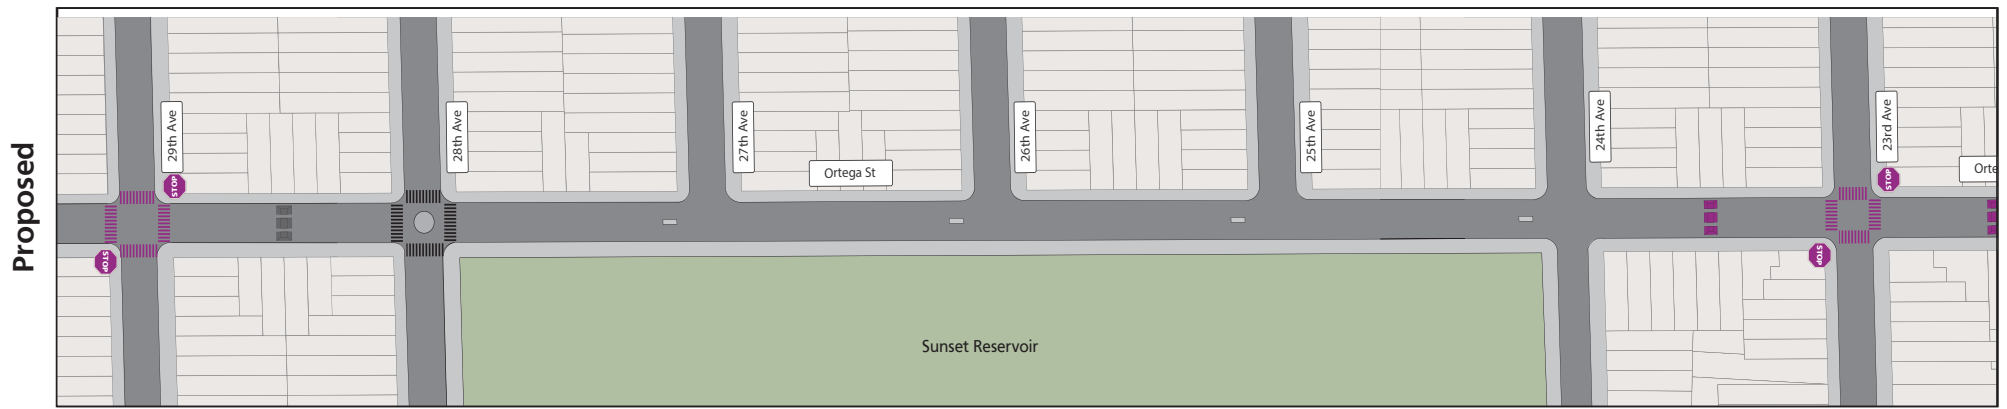 Proposed
29th Ave
28th Ave
27th Ave
26th Ave
25th Ave
24th Ave
23rd Ave
Ortega St
Orte
STOP
STOP
STOP
STOP
Sunset Reservoir